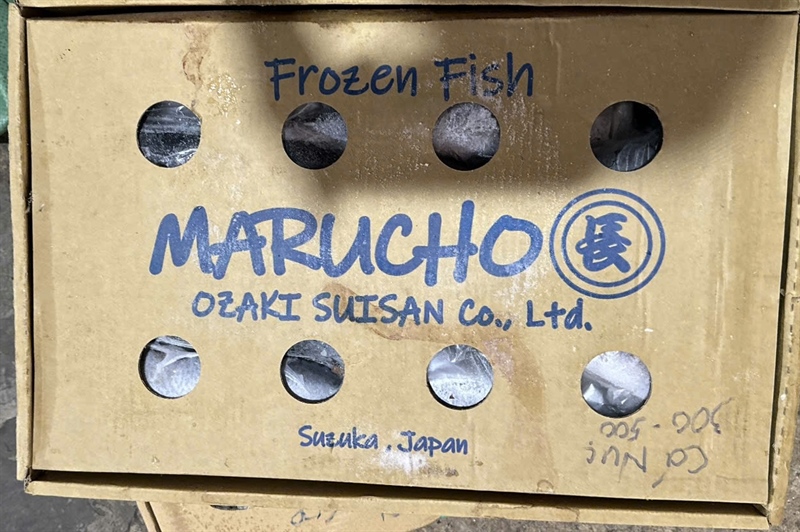 Frozen Fish
MARUCHO 長
OZAKI SUISAN Co., Ltd.
Suzuka, Japan
Cá Nục
300 - 500